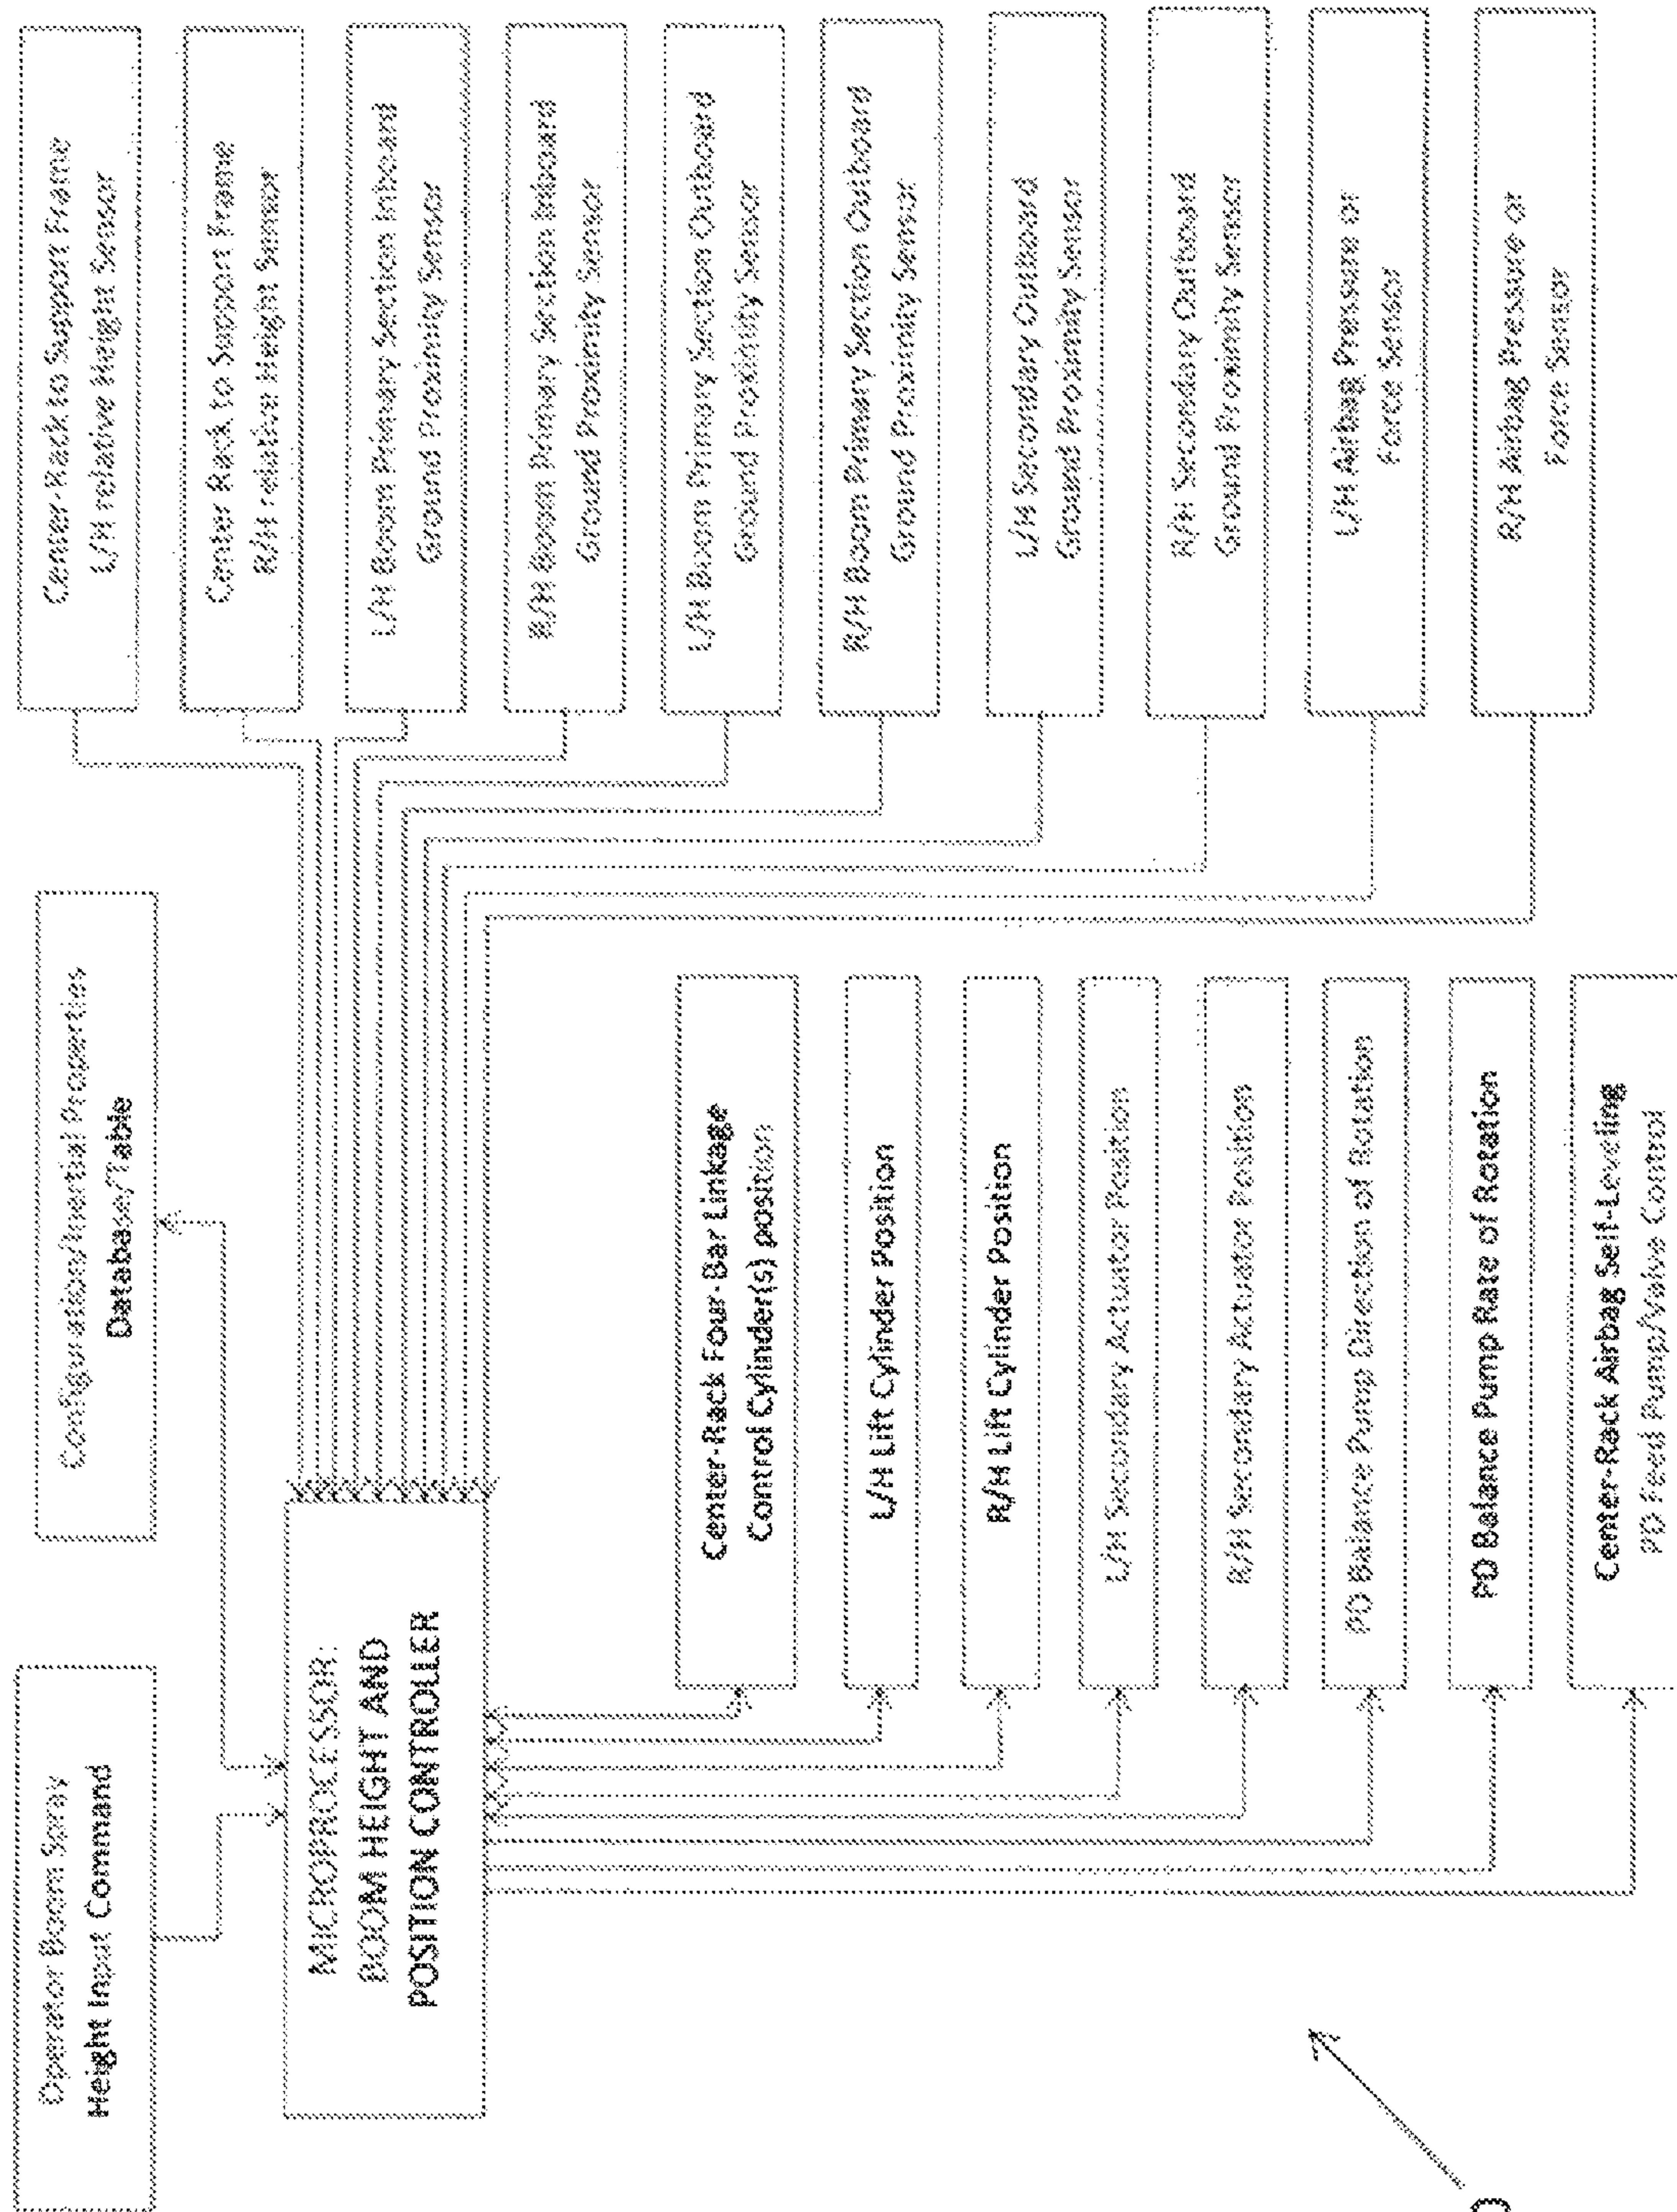 Operator Boom Spray
Height Input Command
Configuration/Inertial Properties
Database/Table
MICROPROCESSOR:
BOOM HEIGHT AND
POSITION CONTROLLER
Center-Rack to Support Frame
L/H relative Height Sensor
Center Rack to Support Frame
R/H relative Height Sensor
L/H Boom Primary Section Inboard
Ground Proximity Sensor
R/H Boom Primary Section Inboard
Ground Proximity Sensor
L/H Boom Primary Section Outboard
Ground Proximity Sensor
R/H Boom Primary Section Outboard
Ground Proximity Sensor
L/H Secondary Outboard
Ground Proximity Sensor
R/H Secondary Outboard
Ground Proximity Sensor
L/H Airbag Pressure or
Force Sensor
R/H Airbag Pressure or
Force Sensor
Center-Rack Four-Bar Linkage
Control Cylinder(s) position
L/H Lift Cylinder Position
R/H Lift Cylinder Position
L/H Secondary Actuator Position
R/H Secondary Actuator Position
PD Balance Pump Direction of Rotation
PD Balance Pump Rate of Rotation
Center-Rack Airbag Self-Leveling
PD Feed Pump/Valve Control